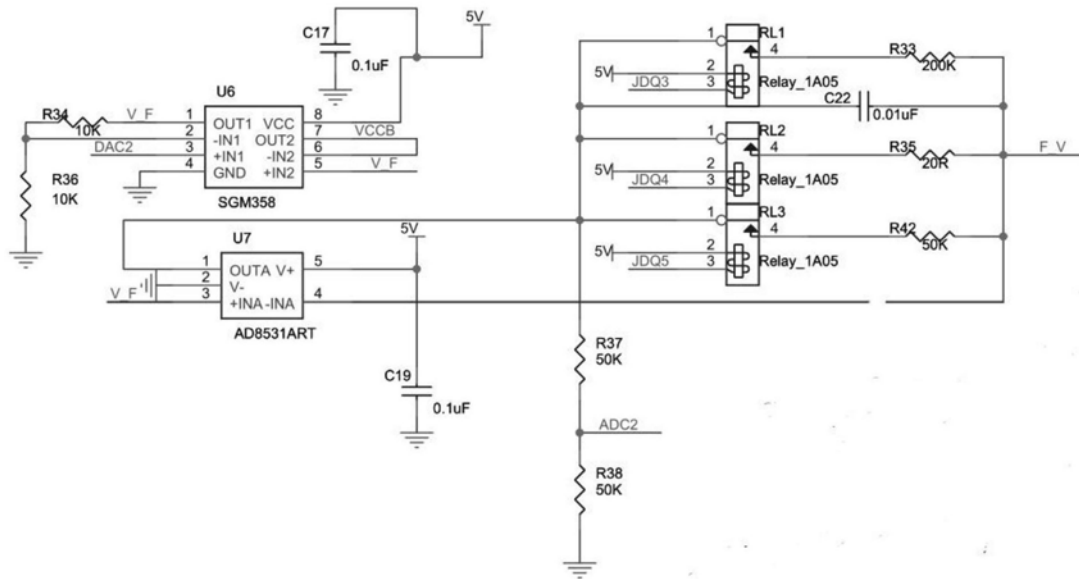 5V
C17
0.1uF
U6
R34
10K
V_F
1
OUT1
VCC
8
2
-IN1
OUT2
7
VCCB
DAC2
3
+IN1
-IN2
6
4
GND
+IN2
5
V_F
SGM358
R36
10K
U7
5V
1
OUTA
V+
5
2
V-
V_F
3
+INA
-INA
4
AD8531ART
C19
0.1uF
RL1
1
4
R33
200K
5V
2
JDQ3
3
Relay_1A05
C22
0.01uF
RL2
1
4
R35
20R
F_V
5V
2
JDQ4
3
Relay_1A05
RL3
1
4
R42
50K
5V
2
JDQ5
3
Relay_1A05
R37
50K
ADC2
R38
50K